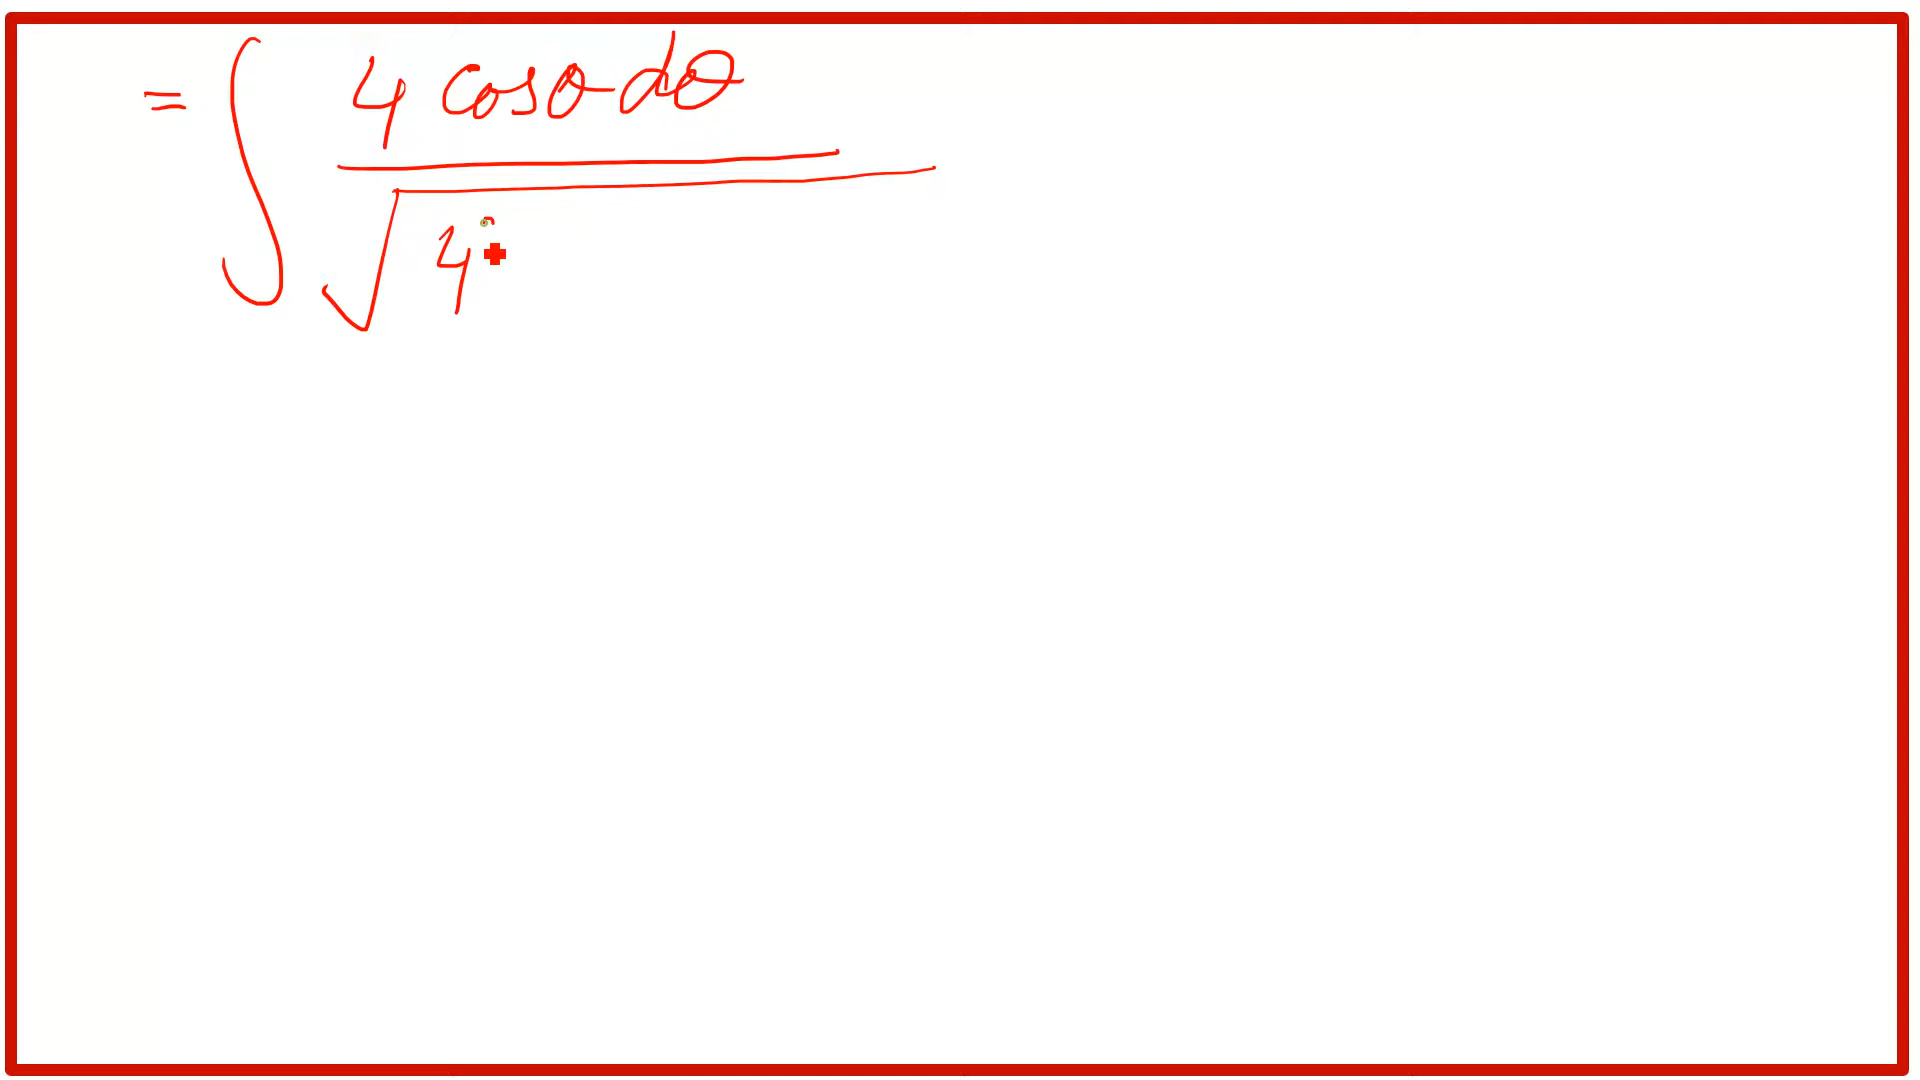 = ∫ 4 cosθ dθ
√ 4